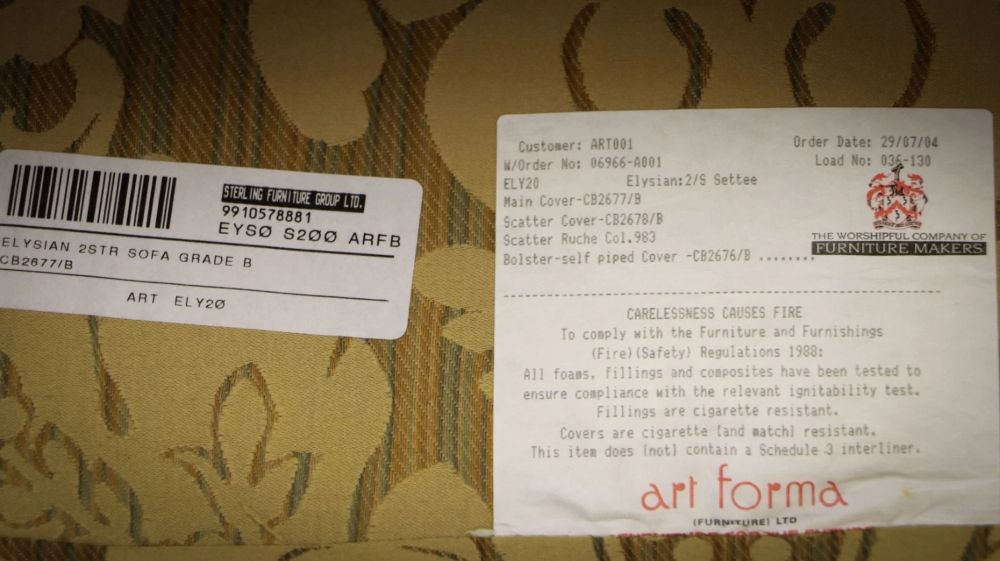 STERLING FURNITURE GROUP LTD.
9910578881
EYSØ S2ØØ ARFB
ELYSIAN 2STR SOFA GRADE B
CB2677/B
ART ELY2Ø
Customer: ART001 Order Date: 29/07/04
W/Order No: 06966-A001 Load No: 036-130
ELY20 Elysian:2/S Settee
Main Cover-CB2677/B
Scatter Cover-CB2678/B
Scatter Ruche Col.983
Bolster-self piped Cover -CB2676/B ........
THE WORSHIPFUL COMPANY OF
FURNITURE MAKERS
CARELESSNESS CAUSES FIRE
To comply with the Furniture and Furnishings
(Fire)(Safety) Regulations 1988:
All foams, fillings and composites have been tested to
ensure compliance with the relevant ignitability test.
Fillings are cigarette resistant.
Covers are cigarette [and match] resistant.
This item does [not] contain a Schedule 3 interliner.
art forma
(FURNITURE) LTD